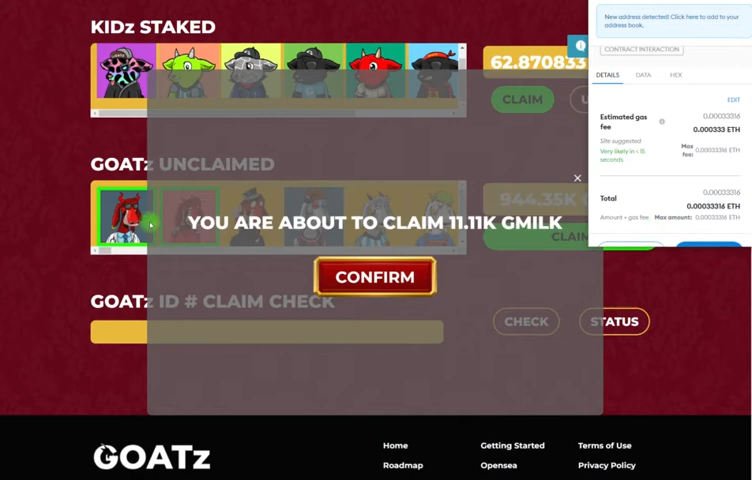 KIDz STAKED
62.870833
CLAIM
GOATz UNCLAIMED
944.35K
YOU ARE ABOUT TO CLAIM 11.11K GMILK
CLAIM
CONFIRM
GOATz ID # CLAIM CHECK
CHECK
STATUS
GOATz
Home
Getting Started
Terms of Use
Roadmap
Opensea
Privacy Policy
New address detected! Click here to add to your
address book.
CONTRACT INTERACTION
DETAILS
DATA
HEX
EDIT
Estimated gas
fee
0.00033316
0.000333 ETH
Site suggested
Very likely in < 15
seconds
Max
fee:
0.00033316 ETH
Total
0.00033316
0.00033316 ETH
Amount + gas fee
Max amount:
0.00033316 ETH